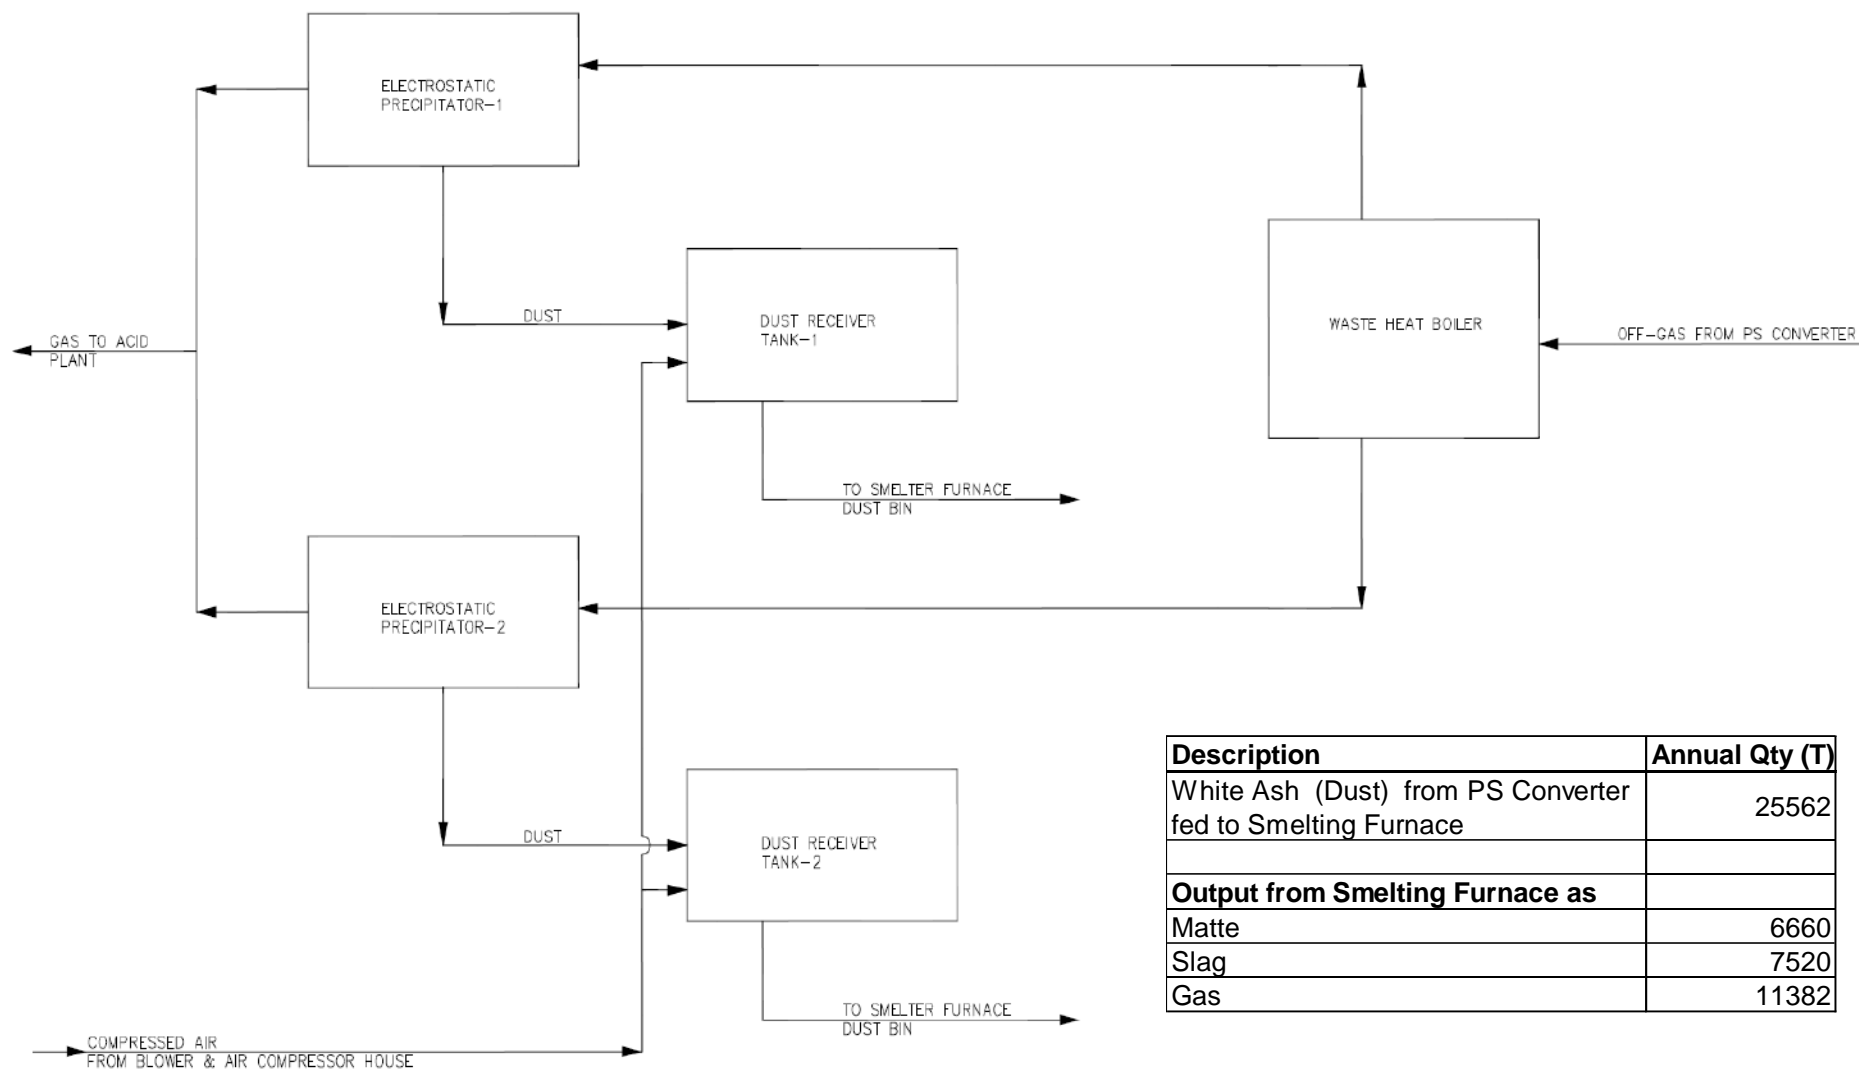 ELECTROSTATIC
PRECIPITATOR-1
DUST
DUST RECEIVER
TANK-1
WASTE HEAT BOILER
OFF-GAS FROM PS CONVERTER
GAS TO ACID
PLANT
TO SMELTER FURNACE
DUST BIN
ELECTROSTATIC
PRECIPITATOR-2
DUST
DUST RECEIVER
TANK-2
TO SMELTER FURNACE
DUST BIN
COMPRESSED AIR
FROM BLOWER & AIR COMPRESSOR HOUSE
Description Annual Qty (T)
White Ash (Dust) from PS Converter
fed to Smelting Furnace 25562
Output from Smelting Furnace as
Matte 6660
Slag 7520
Gas 11382